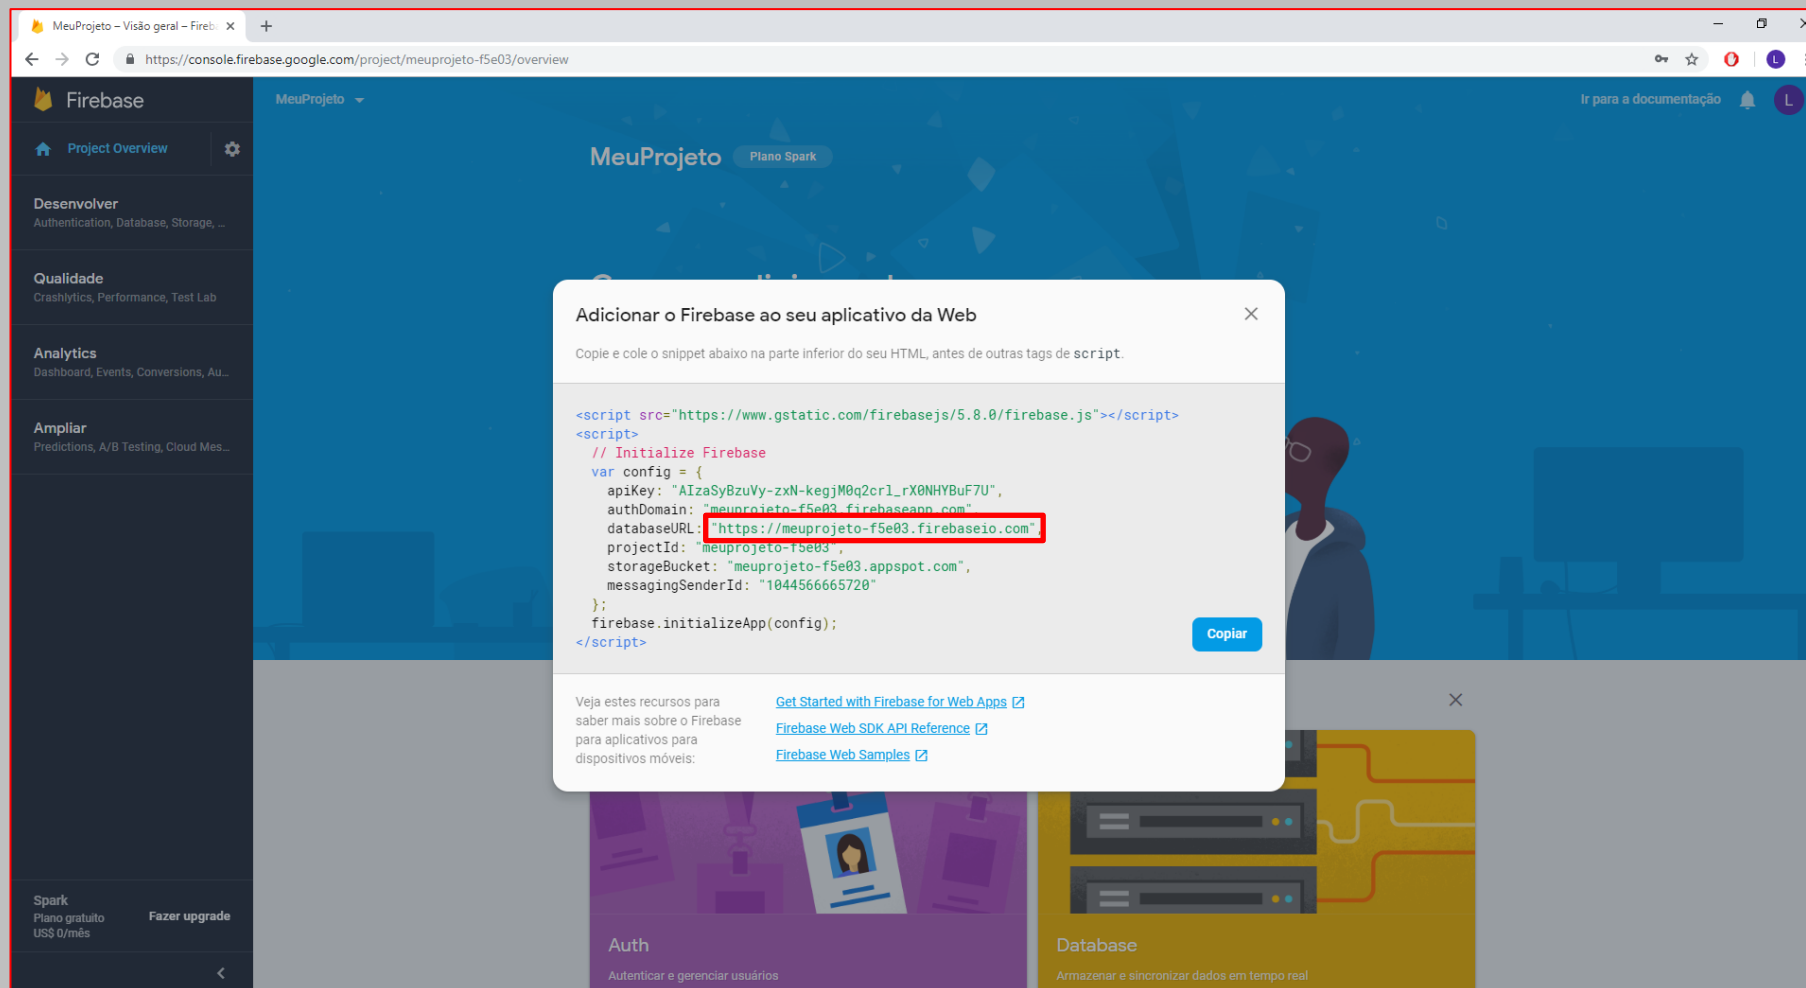 MeuProjeto – Visão geral – Fireb
https://console.firebase.google.com/project/meuprojeto-f5e03/overview
L
Firebase
MeuProjeto
Ir para a documentação
L
Project Overview
MeuProjeto
Plano Spark
Desenvolver
Authentication, Database, Storage, ...
Qualidade
Crashlytics, Performance, Test Lab
Analytics
Dashboard, Events, Conversions, Au...
Ampliar
Predictions, A/B Testing, Cloud Mes...
Adicionar o Firebase ao seu aplicativo da Web
Copie e cole o snippet abaixo na parte inferior do seu HTML, antes de outras tags de script.
<script src="https://www.gstatic.com/firebasejs/5.8.0/firebase.js"></script>
<script>
// Initialize Firebase
var config = {
apiKey: "AIzaSyBzuVy-zxN-kegjM0q2crl_rX0NHYBuF7U",
authDomain: "meuprojeto-f5e03.firebaseapp.com",
databaseURL: "https://meuprojeto-f5e03.firebaseio.com",
projectId: "meuprojeto-f5e03",
storageBucket: "meuprojeto-f5e03.appspot.com",
messagingSenderId: "1044566665720"
};
firebase.initializeApp(config);
</script>
Copiar
Veja estes recursos para
saber mais sobre o Firebase
para aplicativos para
dispositivos móveis:
Get Started with Firebase for Web Apps
Firebase Web SDK API Reference
Firebase Web Samples
Spark
Plano gratuito
US$ 0/mês
Fazer upgrade
Auth
Autenticar e gerenciar usuários
Database
Armazenar e sincronizar dados em tempo real